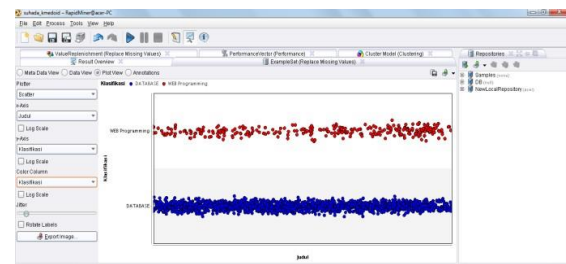 suhada_kmedoid - RapidMiner@acer-PC
File Edit Process Tools View Help
ValueReplenishment (Replace Missing Values) PerformanceVector (Performance) Cluster Model (Clustering)
Result Overview ExampleSet (Replace Missing Values)
Repositories
Meta Data View Data View Plot View Annotations
Samples
DB
NewLocalRepository
Plotter
Scatter
x-Axis
Judul
Log Scale
y-Axis
Klasifikasi
Log Scale
Color Column
Klasifikasi
Log Scale
Jitter
Rotate Labels
Export Image...
Klasifikasi DATABASE WEB Programming
WEB Programming
Klasifikasi
DATABASE
Judul